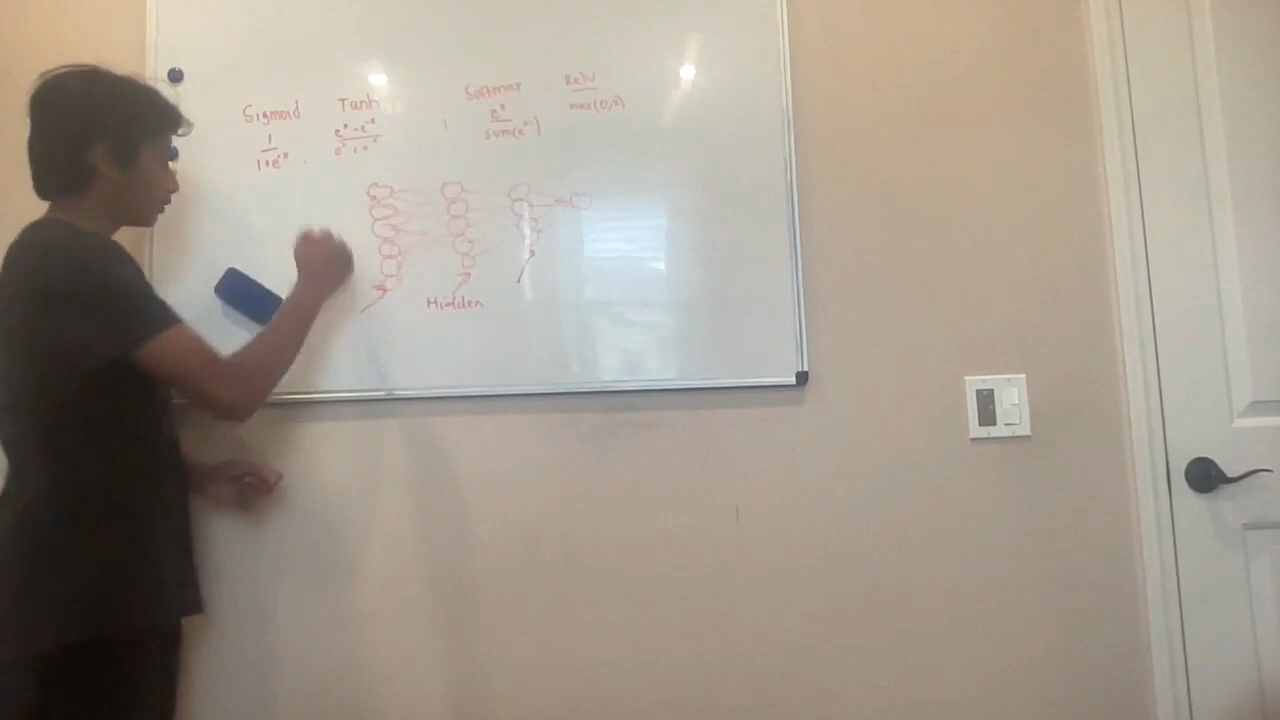 Sigmoid
1
1+e^-x
Tanh
e^x - e^-x
Softmax
e^x
sum(e^x)
ReLU
max(0,x)
Hidden